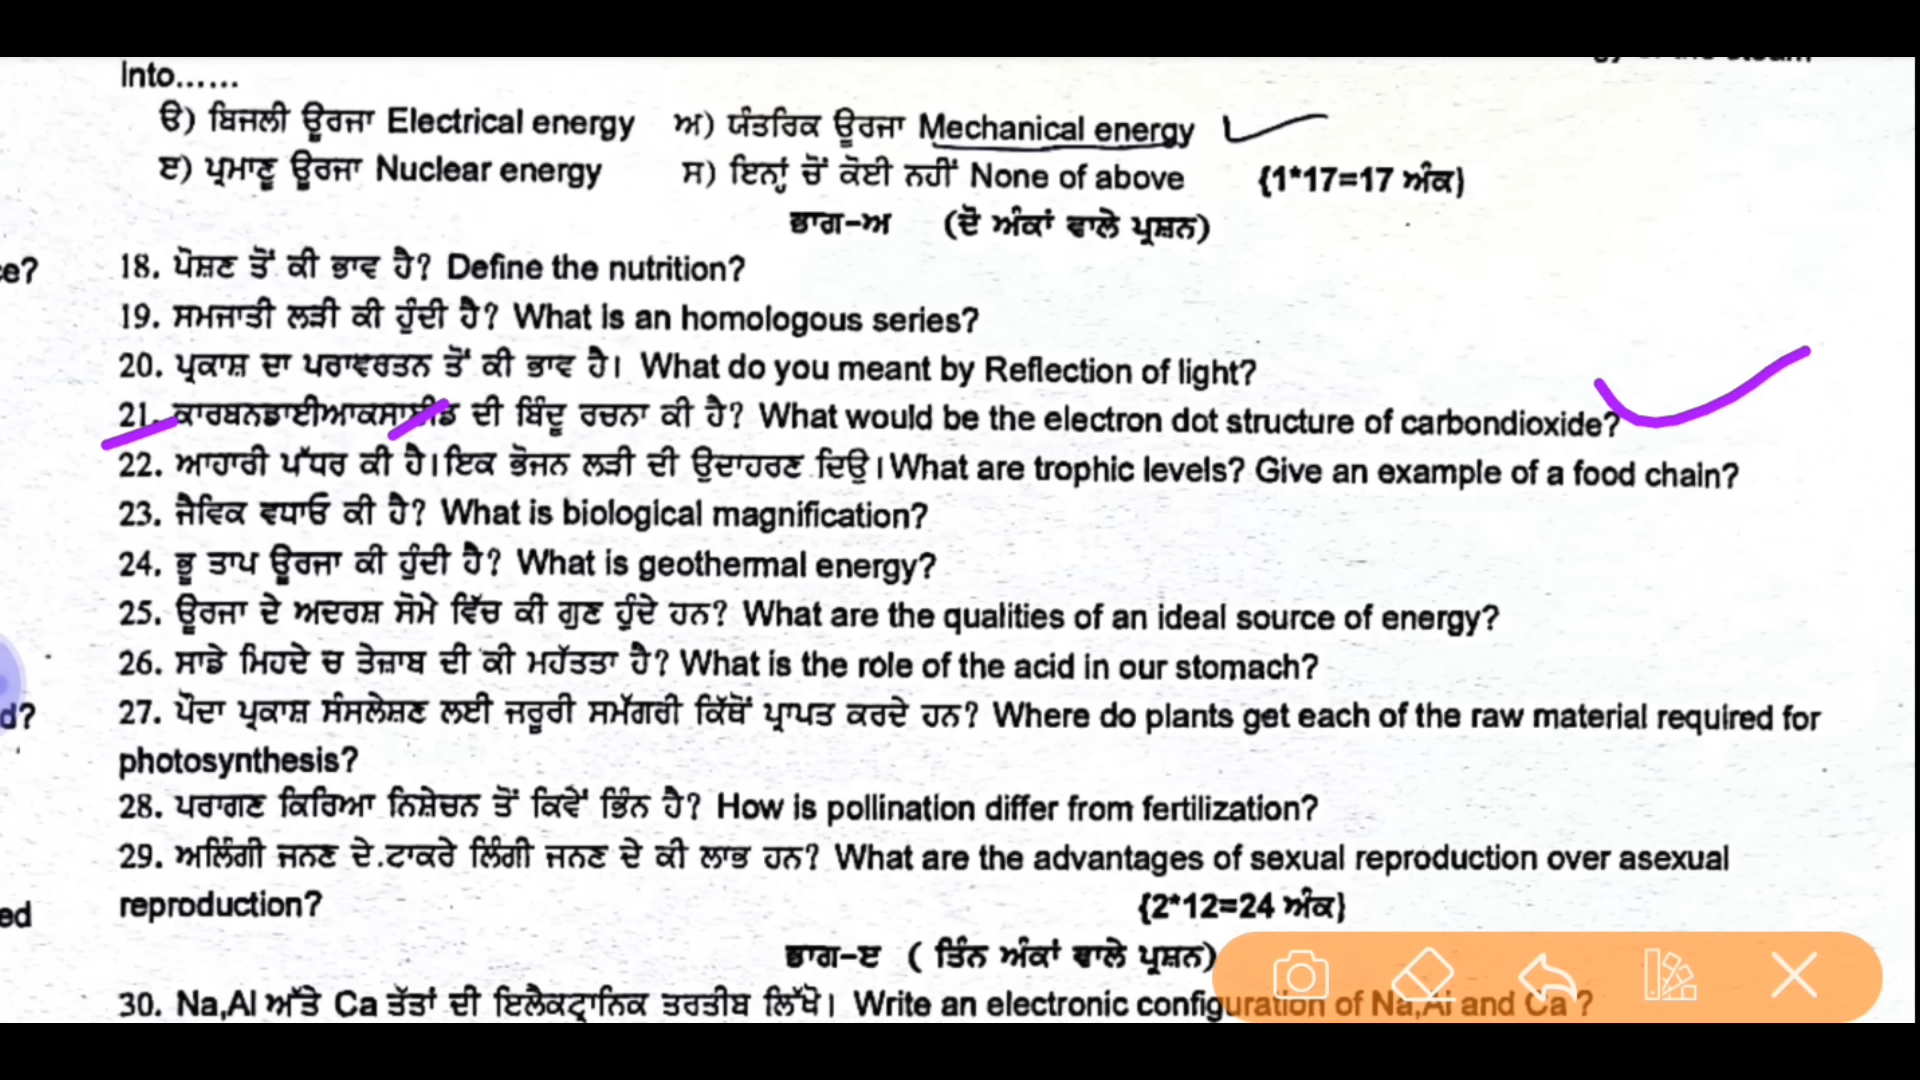 Into......
ੳ) ਬਿਜਲੀ ਊਰਜਾ Electrical energy ਅ) ਯੰਤਰਿਕ ਊਰਜਾ Mechanical energy
ੲ) ਪ੍ਰਮਾਣੂ ਊਰਜਾ Nuclear energy ਸ) ਇਨ੍ਹਾਂ ਚੋਂ ਕੋਈ ਨਹੀਂ None of above {1*17=17 ਅੰਕ}
ਭਾਗ-ਅ (ਦੋ ਅੰਕਾਂ ਵਾਲੇ ਪ੍ਰਸ਼ਨ)
18. ਪੋਸ਼ਣ ਤੋਂ ਕੀ ਭਾਵ ਹੈ? Define the nutrition?
19. ਸਮਜਾਤੀ ਲੜੀ ਕੀ ਹੁੰਦੀ ਹੈ? What is an homologous series?
20. ਪ੍ਰਕਾਸ਼ ਦਾ ਪਰਾਵਰਤਨ ਤੋਂ ਕੀ ਭਾਵ ਹੈ। What do you meant by Reflection of light?
21. ਕਾਰਬਨਡਾਈਆਕਸਾਈਡ ਦੀ ਬਿੰਦੂ ਰਚਨਾ ਕੀ ਹੈ? What would be the electron dot structure of carbondioxide?
22. ਆਹਾਰੀ ਪੱਧਰ ਕੀ ਹੈ। ਇਕ ਭੋਜਨ ਲੜੀ ਦੀ ਉਦਾਹਰਣ ਦਿਉ। What are trophic levels? Give an example of a food chain?
23. ਜੈਵਿਕ ਵਧਾਓ ਕੀ ਹੈ? What is biological magnification?
24. ਭੂ ਤਾਪ ਊਰਜਾ ਕੀ ਹੁੰਦੀ ਹੈ? What is geothermal energy?
25. ਊਰਜਾ ਦੇ ਅਦਰਸ਼ ਸੋਮੇ ਵਿੱਚ ਕੀ ਗੁਣ ਹੁੰਦੇ ਹਨ? What are the qualities of an ideal source of energy?
26. ਸਾਡੇ ਮਿਹਦੇ ਚ ਤੇਜ਼ਾਬ ਦੀ ਕੀ ਮਹੱਤਤਾ ਹੈ? What is the role of the acid in our stomach?
27. ਪੌਦਾ ਪ੍ਰਕਾਸ਼ ਸੰਸਲੇਸ਼ਣ ਲਈ ਜਰੂਰੀ ਸਮੱਗਰੀ ਕਿੱਥੋਂ ਪ੍ਰਾਪਤ ਕਰਦੇ ਹਨ? Where do plants get each of the raw material required for
photosynthesis?
28. ਪਰਾਗਣ ਕਿਰਿਆ ਨਿਸ਼ੇਚਨ ਤੋਂ ਕਿਵੇਂ ਭਿੰਨ ਹੈ? How is pollination differ from fertilization?
29. ਅਲਿੰਗੀ ਜਣਣ ਦੇ ਟਾਕਰੇ ਲਿੰਗੀ ਜਣਣ ਦੇ ਕੀ ਲਾਭ ਹਨ? What are the advantages of sexual reproduction over asexual
reproduction? {2*12=24 ਅੰਕ}
ਭਾਗ-ੲ ( ਤਿੰਨ ਅੰਕਾਂ ਵਾਲੇ ਪ੍ਰਸ਼ਨ)
30. Na,Al ਅੱਤੇ Ca ਤੱਤਾਂ ਦੀ ਇਲੈਕਟ੍ਰਾਨਿਕ ਤਰਤੀਬ ਲਿੱਖੋ। Write an electronic configuration of Na,Al and Ca ?